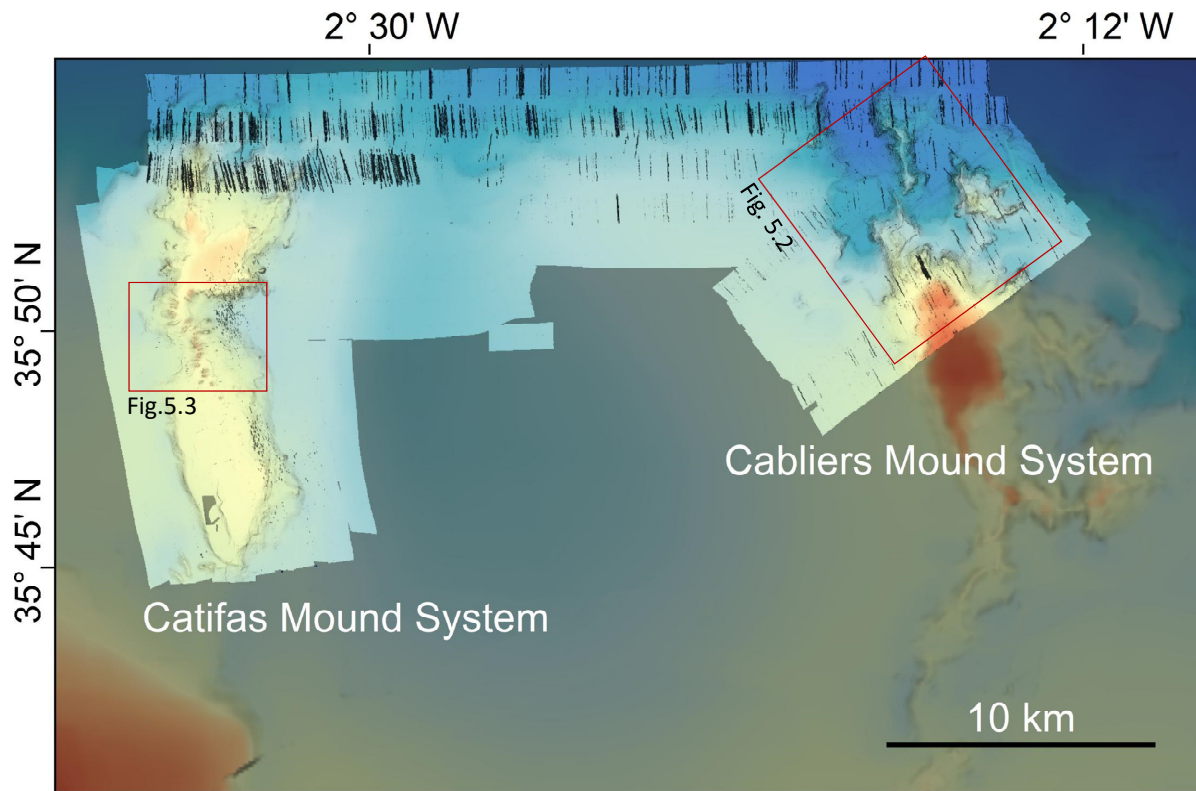 2° 30' W
2° 12' W
35° 50' N
35° 45' N
Fig. 5.2
Fig.5.3
Cabliers Mound System
Catifas Mound System
10 km